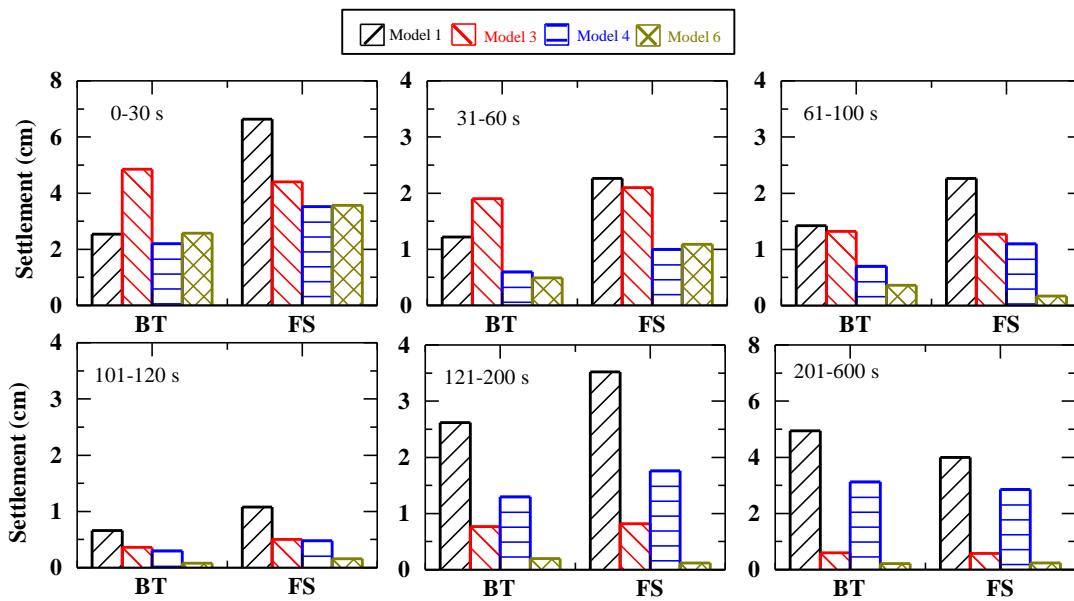 Model 1 Model 3 Model 4 Model 6
Settlement (cm)
0-30 s
8
6
4
2
0
BT FS
31-60 s
4
3
2
1
0
BT FS
61-100 s
4
3
2
1
0
BT FS
Settlement (cm)
101-120 s
4
3
2
1
0
BT FS
121-200 s
4
3
2
1
0
BT FS
201-600 s
8
6
4
2
0
BT FS